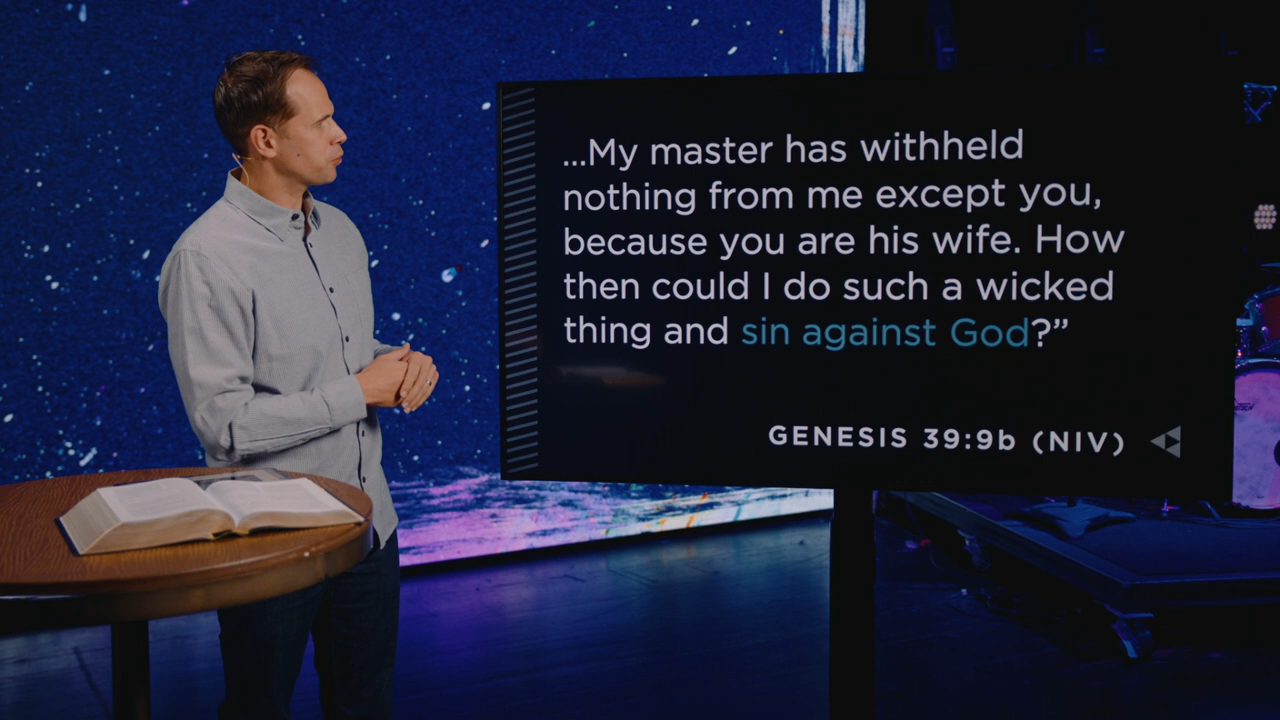 ...My master has withheld
nothing from me except you,
because you are his wife. How
then could I do such a wicked
thing and sin against God?”
GENESIS 39:9b (NIV)